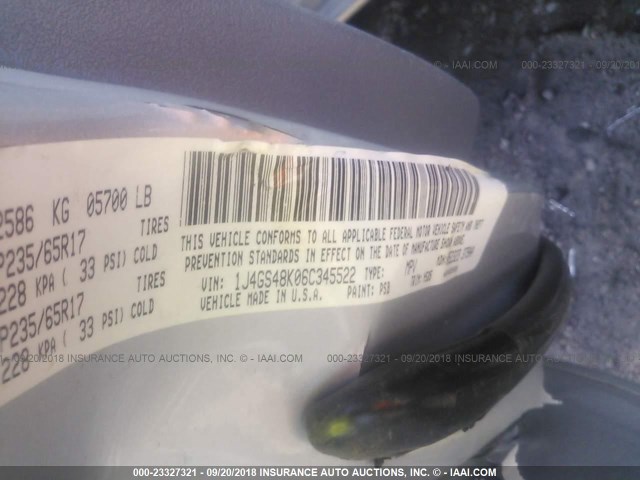 © - IAAI.COM
000-23327321 / 09/20/2018
2586 KG 05700 LB
P235/65R17 TIRES
228 KPA ( 33 PSI) COLD
P235/65R17 TIRES
228 KPA ( 33 PSI) COLD
THIS VEHICLE CONFORMS TO ALL APPLICABLE FEDERAL MOTOR VEHICLE SAFETY AND THEFT
PREVENTION STANDARDS IN EFFECT ON THE DATE OF MANUFACTURE SHOWN ABOVE.
VIN: 1J4GS48K06C345522 TYPE: MPV
VEHICLE MADE IN U.S.A. PAINT: PSB
09/20/2018 INSURANCE AUTO AUCTIONS, INC. © - IAAI.COM
000-23327321 - 09/20/2018 INSURANCE AUTO AUCTIONS, INC.
000-23327321 - 09/20/2018 INSURANCE AUTO AUCTIONS, INC. © - IAAI.COM